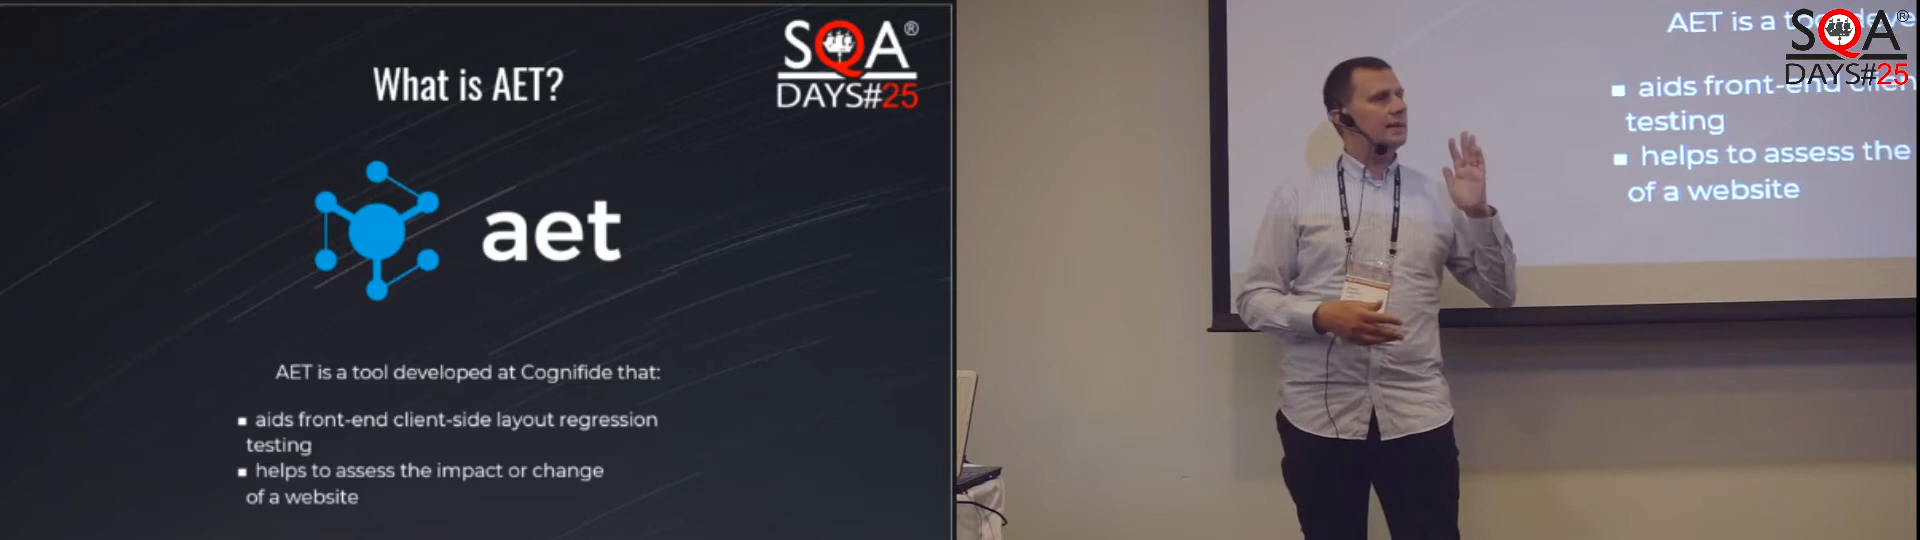 What is AET?
SQA®
DAYS#25
aet
AET is a tool developed at Cognifide that:
▪ aids front-end client-side layout regression
testing
▪ helps to assess the impact or change
of a website
AET is a
SQA®
DAYS#25
▪ aids front-end
testing
▪ helps to assess the
of a website